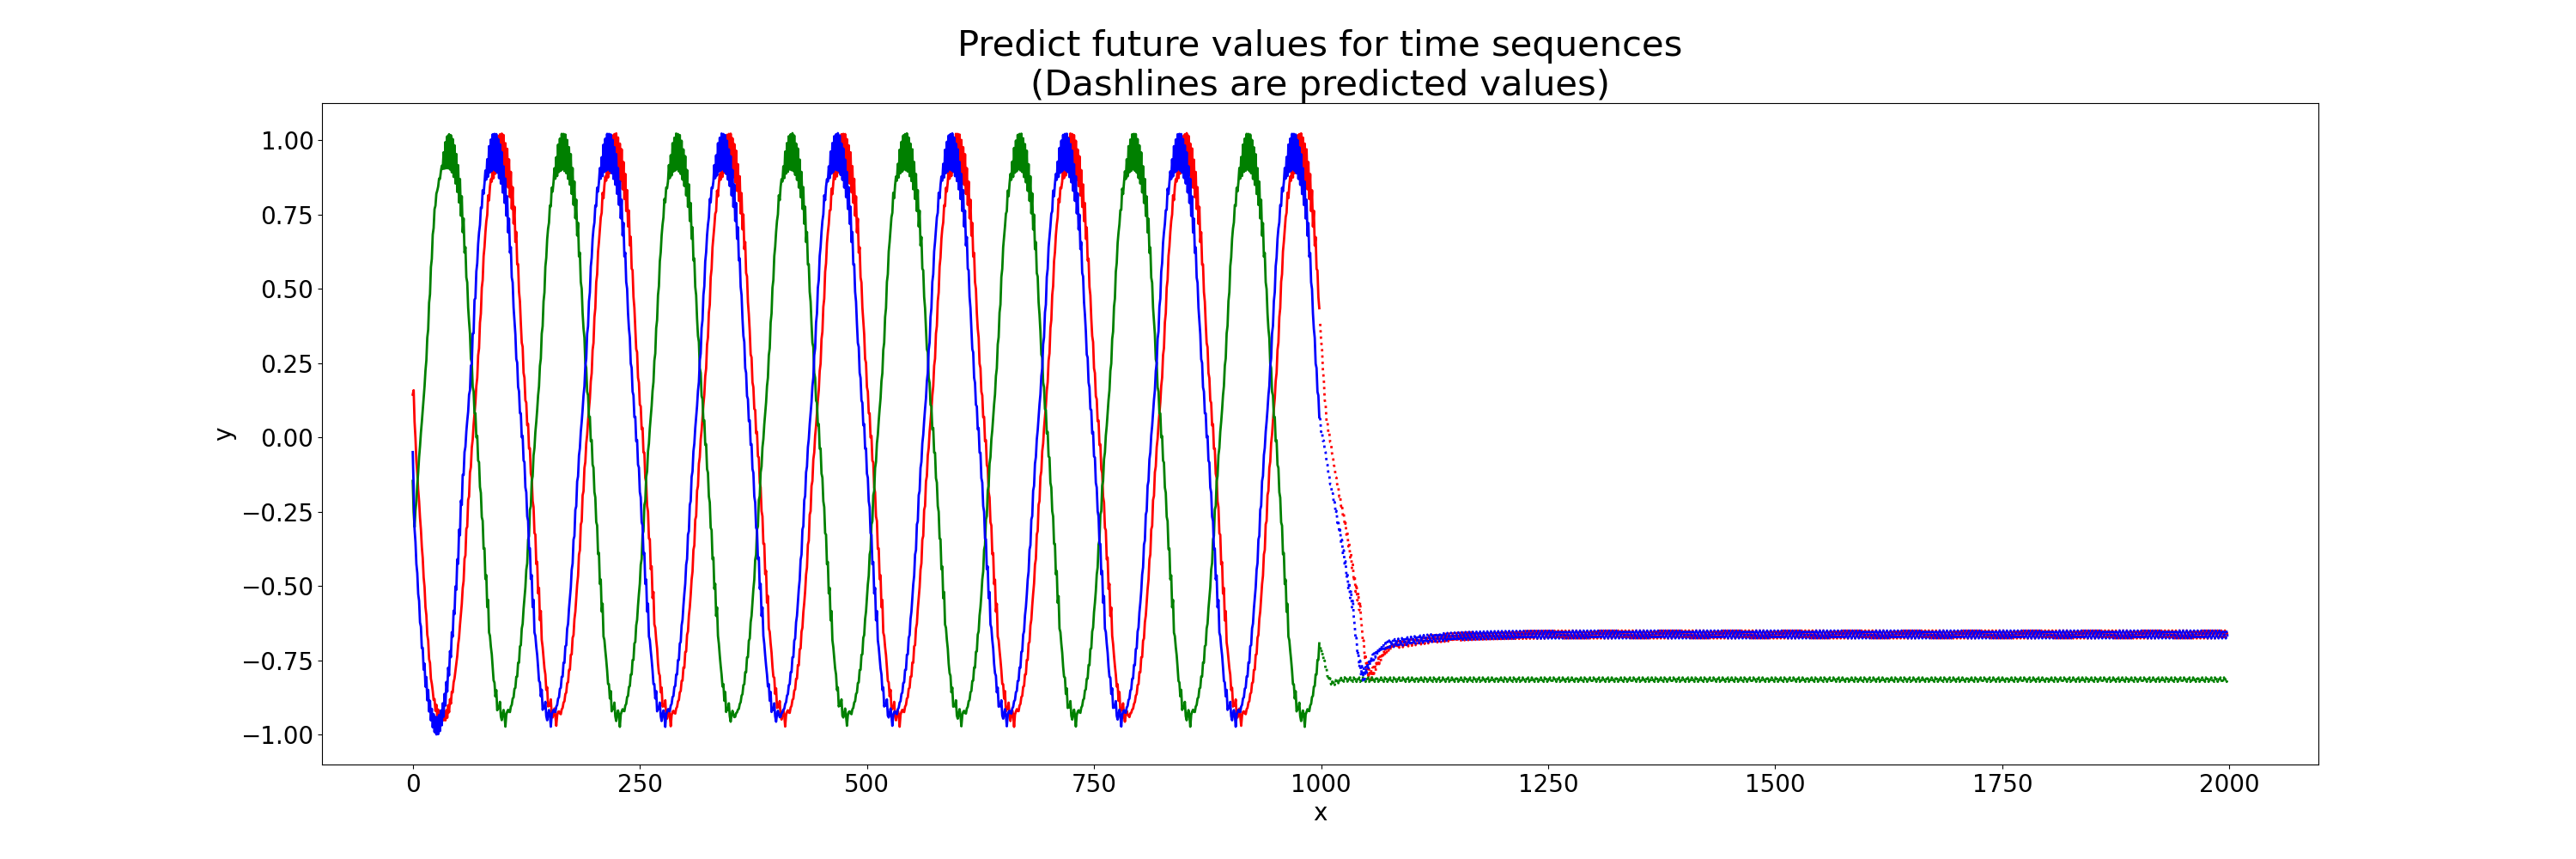 Predict future values for time sequences
(Dashlines are predicted values)
1.00
0.75
0.50
0.25
0.00
−0.25
−0.50
−0.75
−1.00
y
0 250 500 750 1000 1250 1500 1750 2000
x